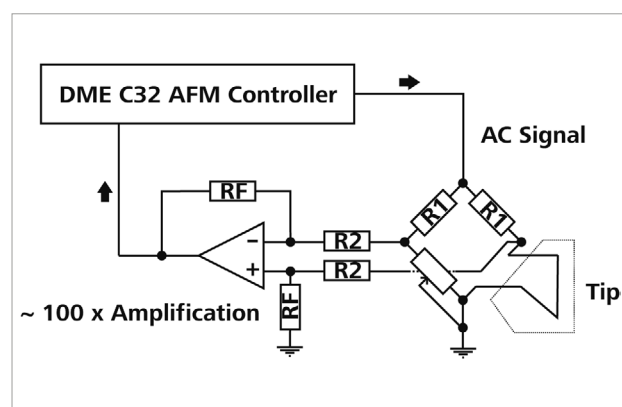 DME C32 AFM Controller
AC Signal
RF
R1
R1
-
R2
+
R2
RF
~ 100 x Amplification
Tip